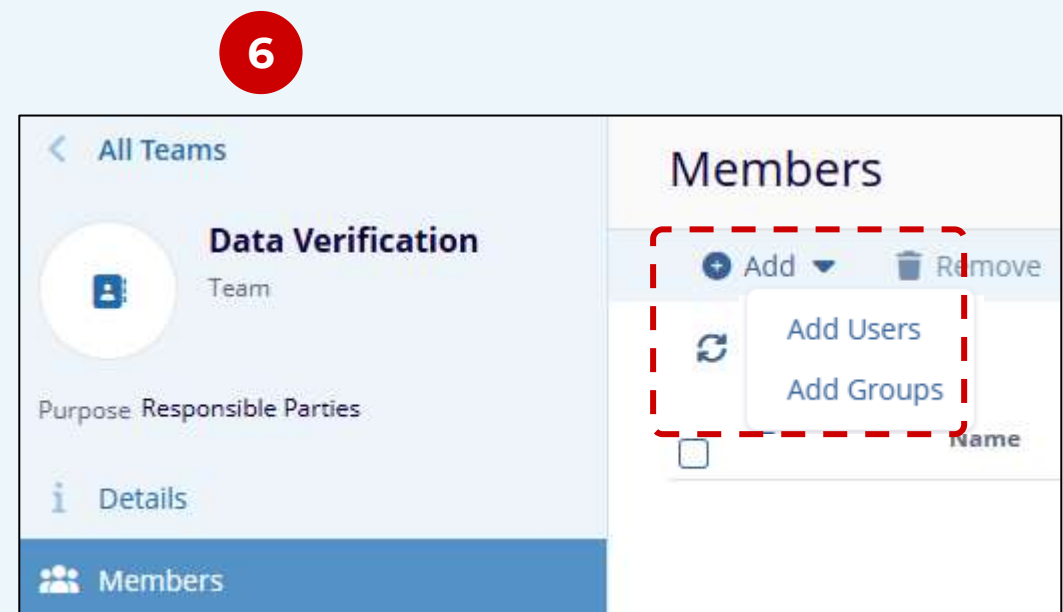 6
All Teams
Data Verification
Team
Purpose Responsible Parties
Details
Members
Members
Add
Remove
Add Users
Add Groups
Name